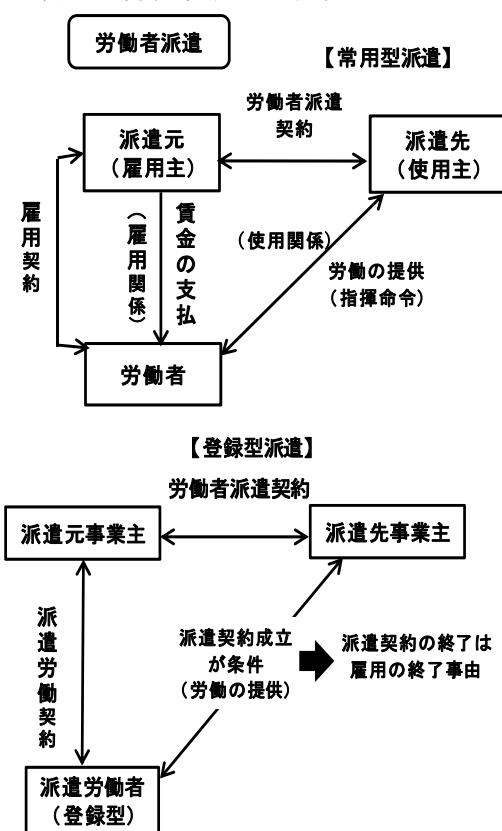 労働者派遣
【常用型派遣】
労働者派遣
契約
派遣元
（雇用主）
派遣先
（使用主）
雇用契約
（雇用関係）
賃金の支払
（使用関係）
労働の提供
（指揮命令）
労働者
【登録型派遣】
労働者派遣契約
派遣元事業主
派遣先事業主
派遣労働契約
派遣契約成立
が条件
（労働の提供）
派遣契約の終了は
雇用の終了事由
派遣労働者
（登録型）